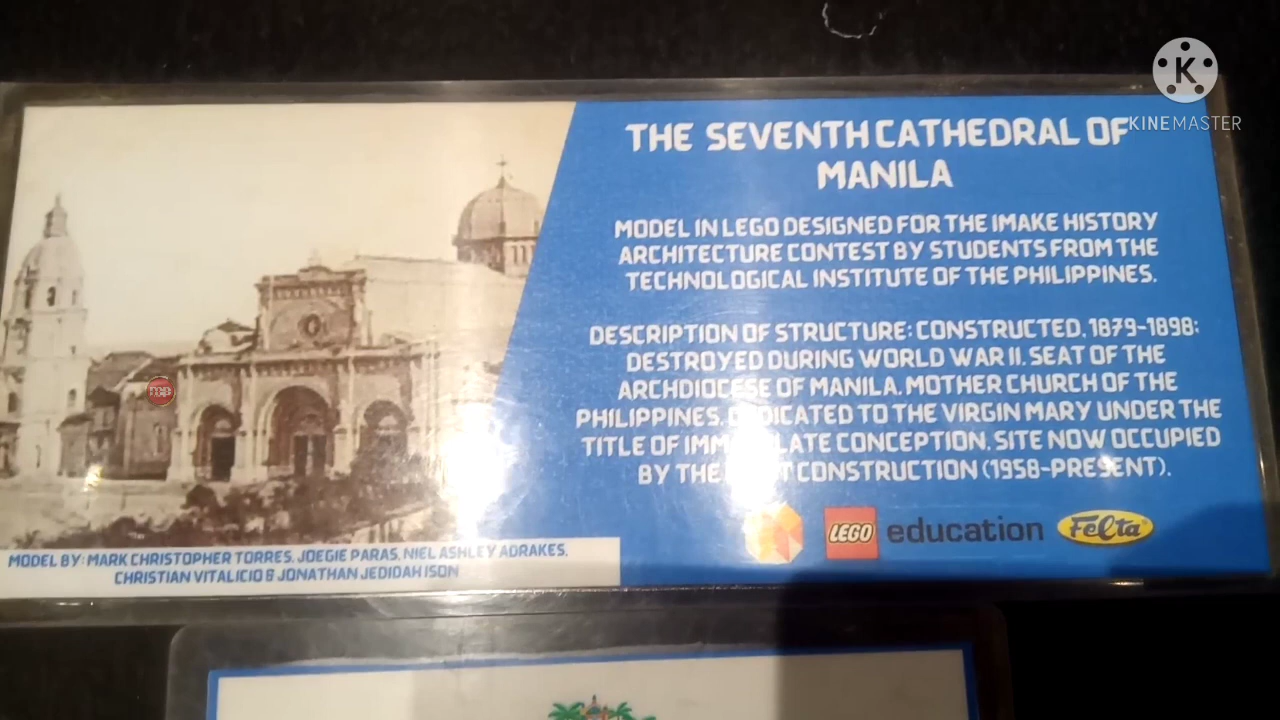 KINEMASTER
THE SEVENTH CATHEDRAL OF
MANILA
MODEL IN LEGO DESIGNED FOR THE IMAKE HISTORY
ARCHITECTURE CONTEST BY STUDENTS FROM THE
TECHNOLOGICAL INSTITUTE OF THE PHILIPPINES.
DESCRIPTION OF STRUCTURE: CONSTRUCTED, 1879-1898;
DESTROYED DURING WORLD WAR II. SEAT OF THE
ARCHDIOCESE OF MANILA. MOTHER CHURCH OF THE
PHILIPPINES. DEDICATED TO THE VIRGIN MARY UNDER THE
TITLE OF CONCEPTION. SITE NOW OCCUPIED
BY THE CONSTRUCTION (1958-PRESENT).
LEGO education Felta
MODEL BY: MARK CHRISTOPHER TORRES, JOEGIE PARAS, NIEL ASHLEY ADRAKES,
CHRISTIAN VITALICIO & JONATHAN JEDIDAH ISON